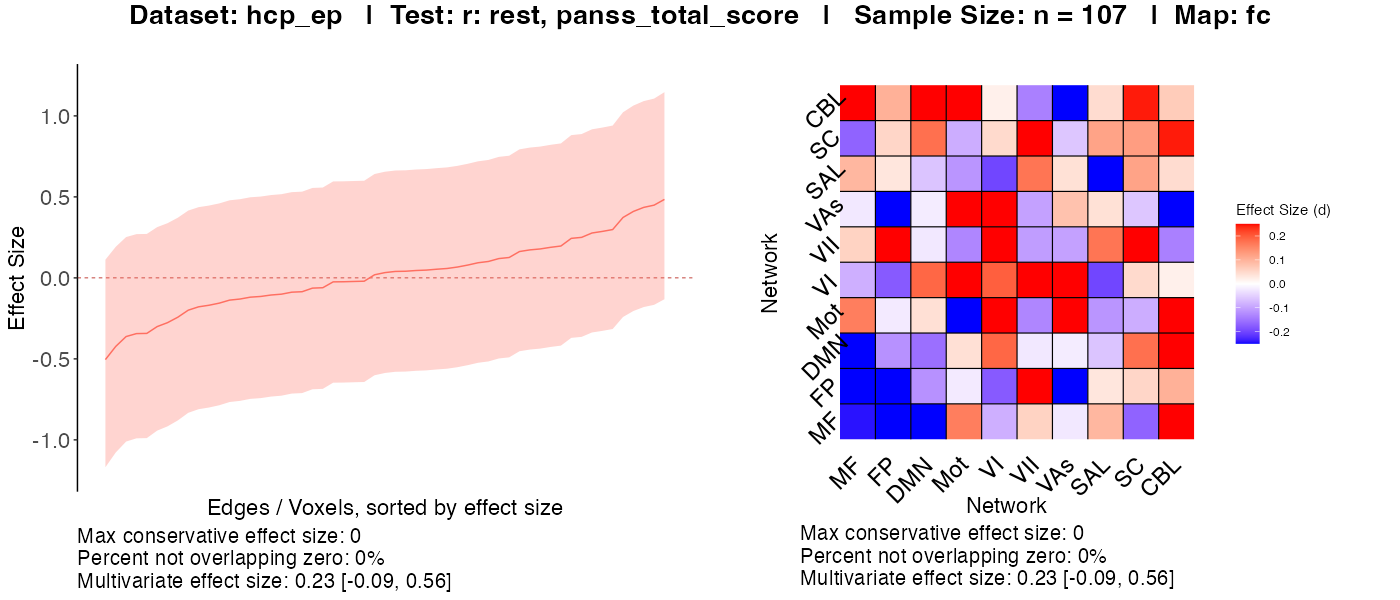 Dataset: hcp_ep | Test: r: rest, panss_total_score | Sample Size: n = 107 | Map: fc
Effect Size
1.0
0.5
0.0
-0.5
-1.0
Edges / Voxels, sorted by effect size
Max conservative effect size: 0
Percent not overlapping zero: 0%
Multivariate effect size: 0.23 [-0.09, 0.56]
Network
CBL
SC
SAL
VAs
VII
VI
Mot
DMN
FP
MF
MF FP DMN Mot VI VII VAs SAL SC CBL
Network
Max conservative effect size: 0
Percent not overlapping zero: 0%
Multivariate effect size: 0.23 [-0.09, 0.56]
Effect Size (d)
0.2
0.1
0.0
-0.1
-0.2